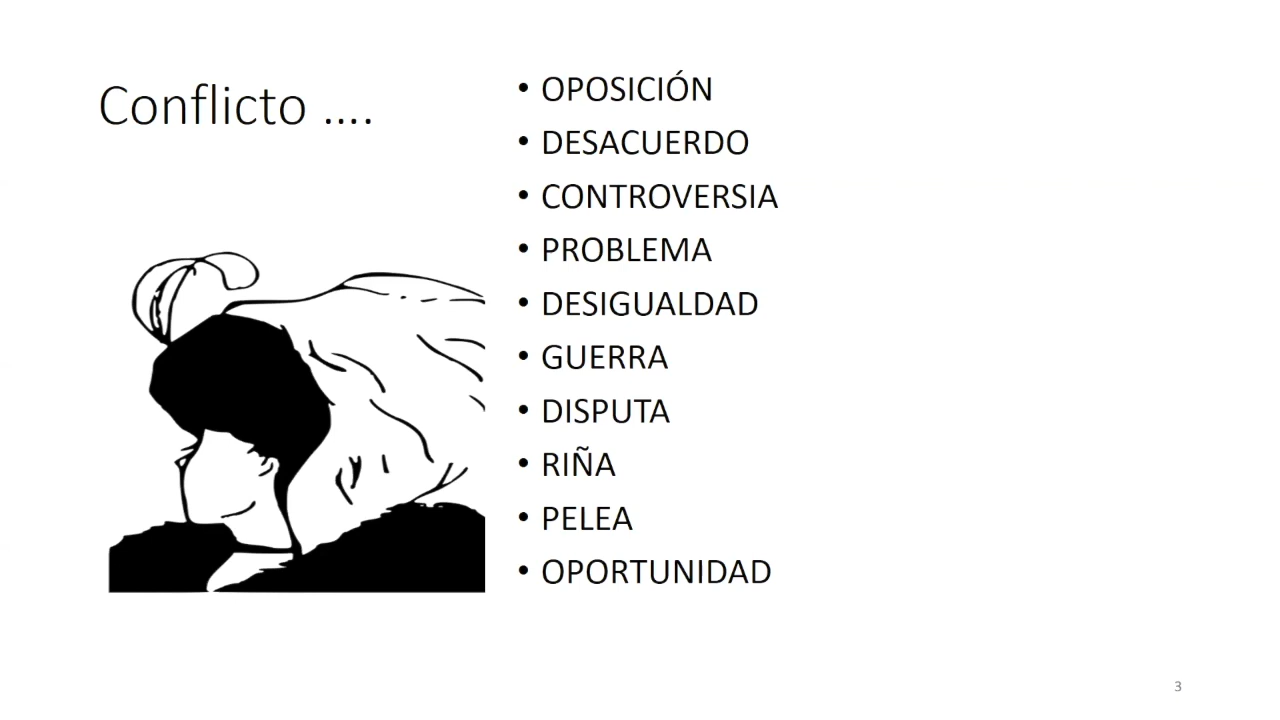 Conflicto ....
• OPOSICIÓN
• DESACUERDO
• CONTROVERSIA
• PROBLEMA
• DESIGUALDAD
• GUERRA
• DISPUTA
• RIÑA
• PELEA
• OPORTUNIDAD
3